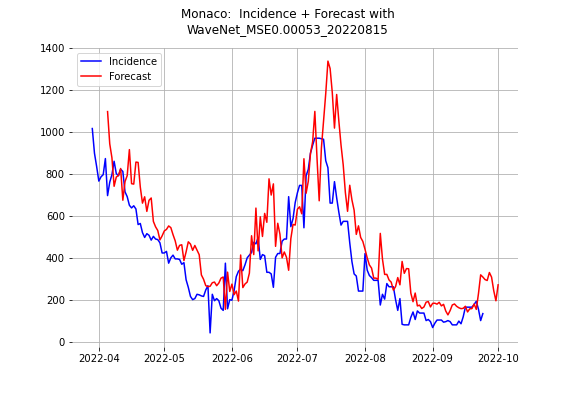 Monaco:  Incidence + Forecast with
WaveNet_MSE0.00053_20220815
Incidence
Forecast
1400
1200
1000
800
600
400
200
0
2022-04 2022-05 2022-06 2022-07 2022-08 2022-09 2022-10